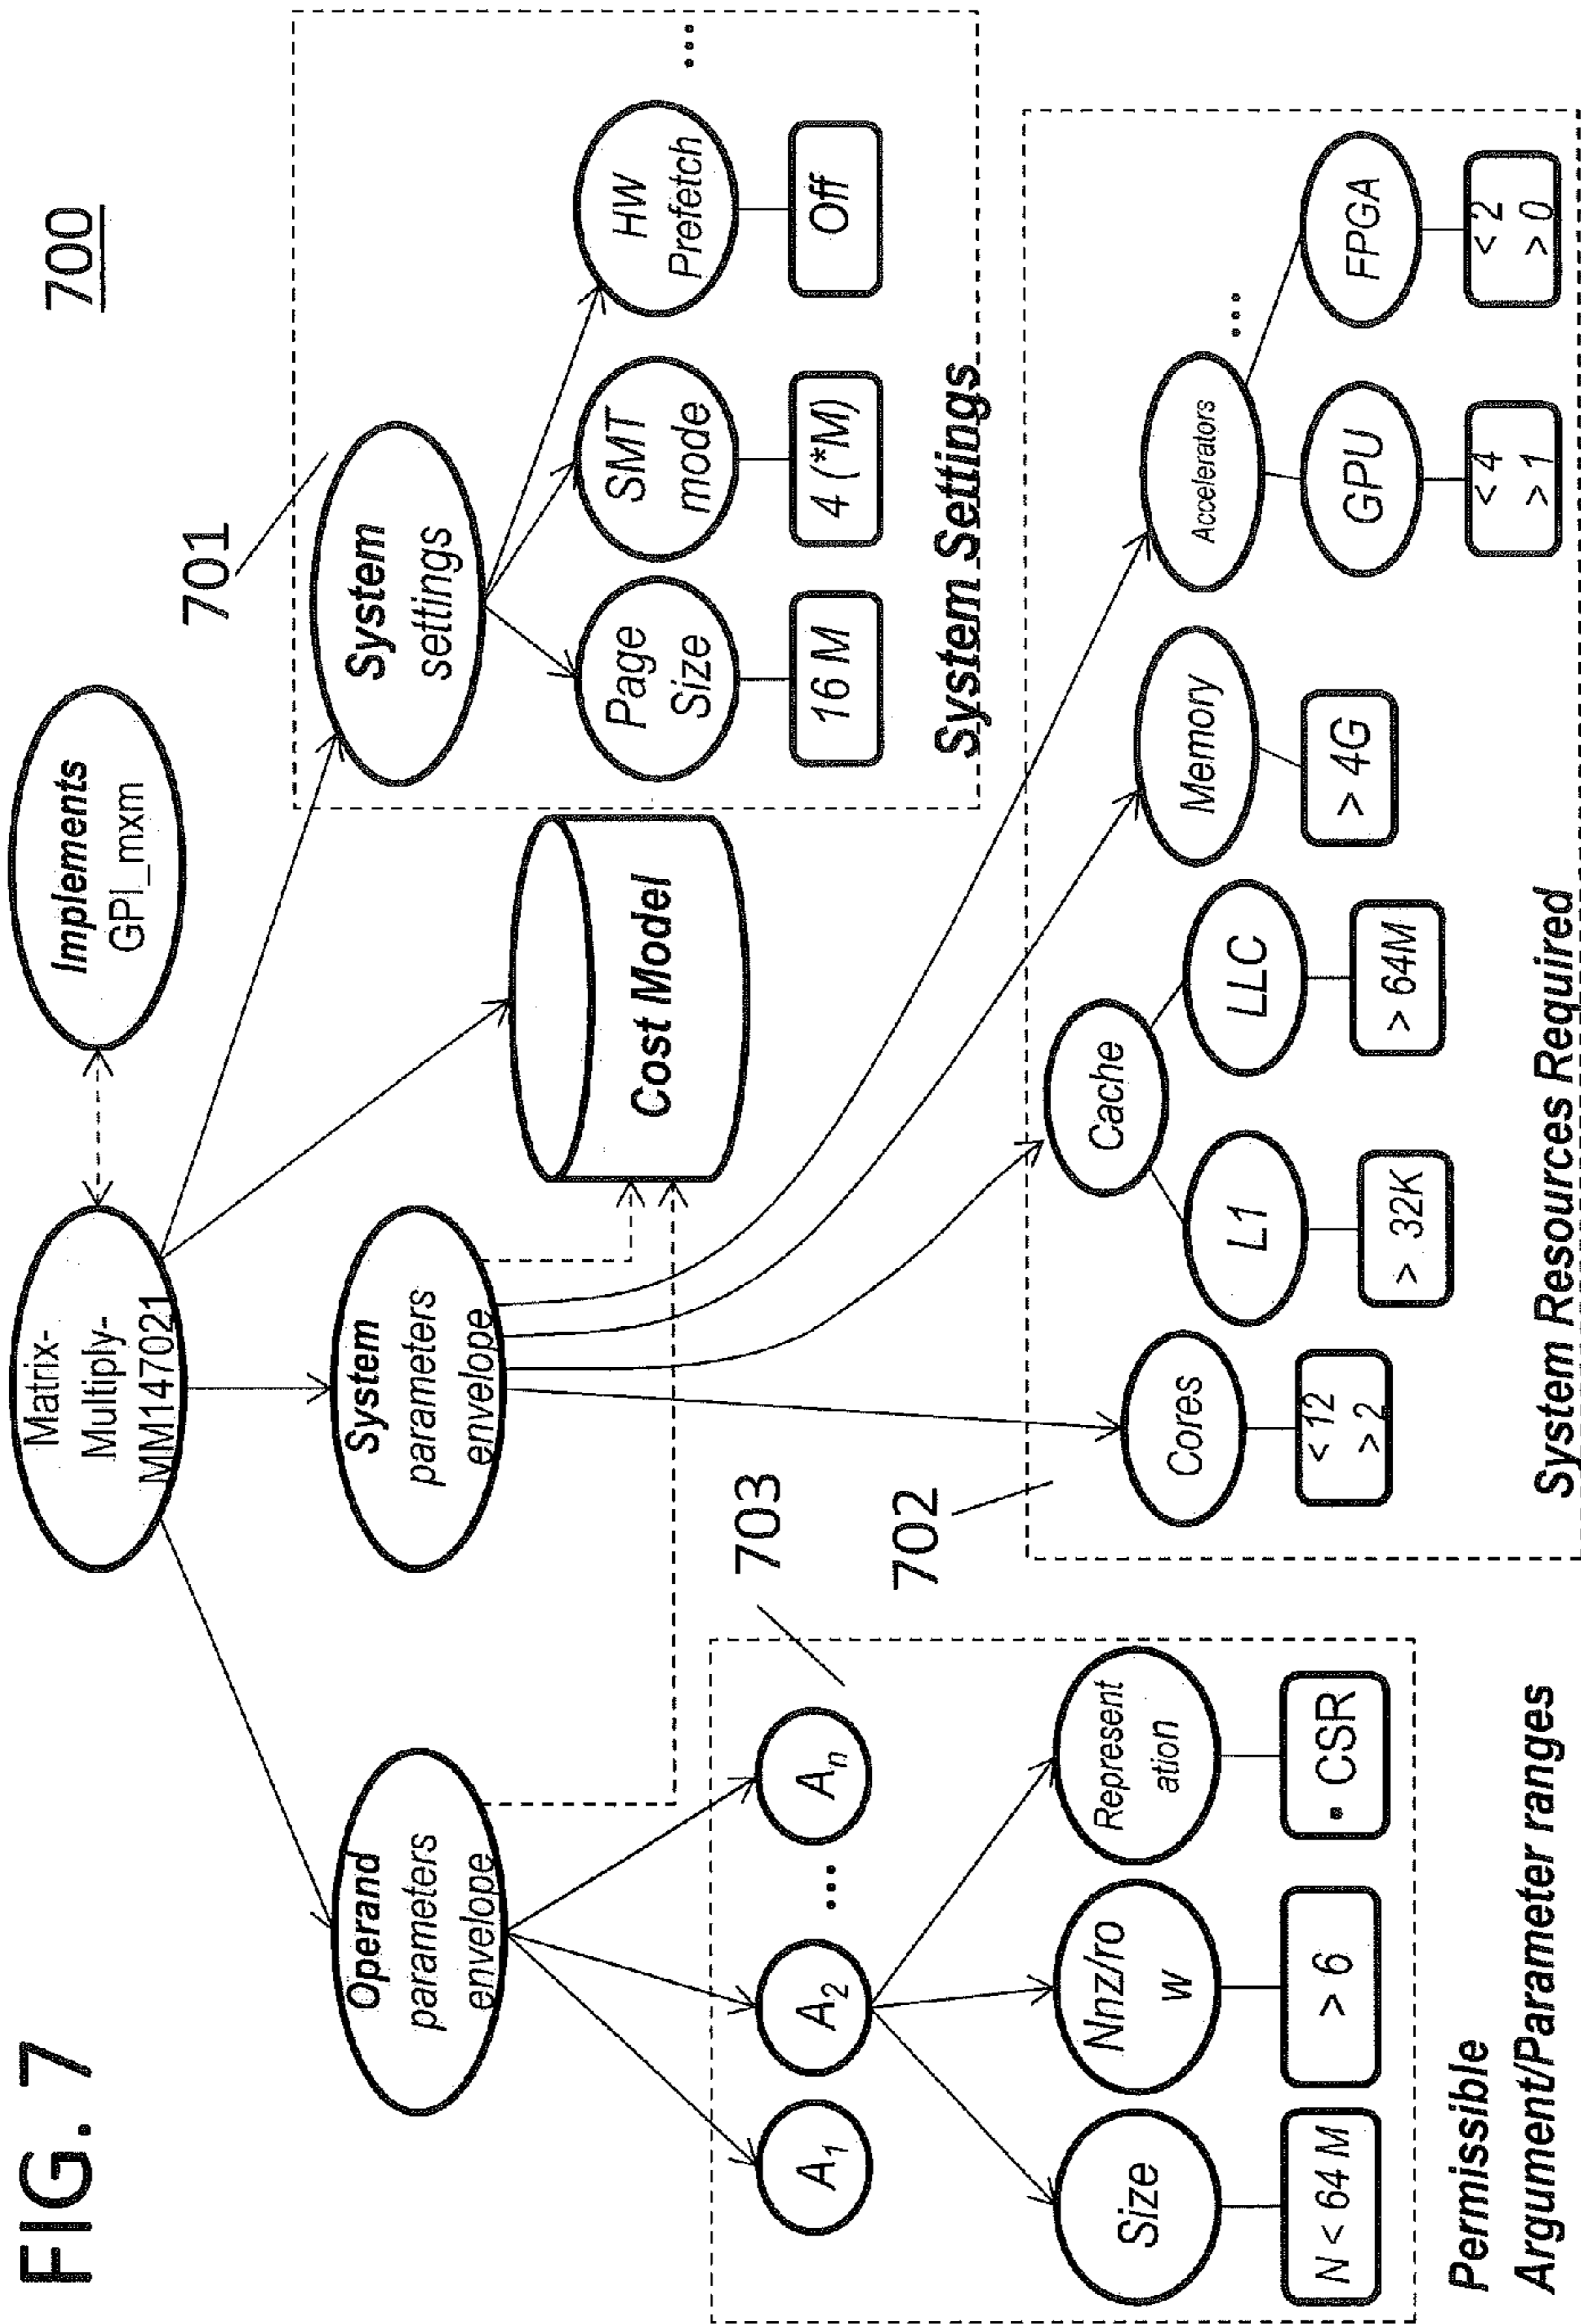 FIG. 7
700
Matrix-
Multiply-
MM147021
Implements
GPI_mxm
701
Operand
parameters
envelope
System
parameters
envelope
System
settings
Cost Model
Page
Size
SMT
mode
HW
Prefetch
...
16 M
4 (*M)
Off
System Settings
703
A1
A2
...
An
Size
Nnz/ro
w
Represent
ation
N < 64 M
> 6
▪ CSR
Permissible
Argument/Parameter ranges
702
Cores
< 12
> 2
Cache
L1
LLC
> 32K
> 64M
Memory
> 4G
Accelerators
...
GPU
FPGA
< 4
> 1
< 2
> 0
System Resources Required